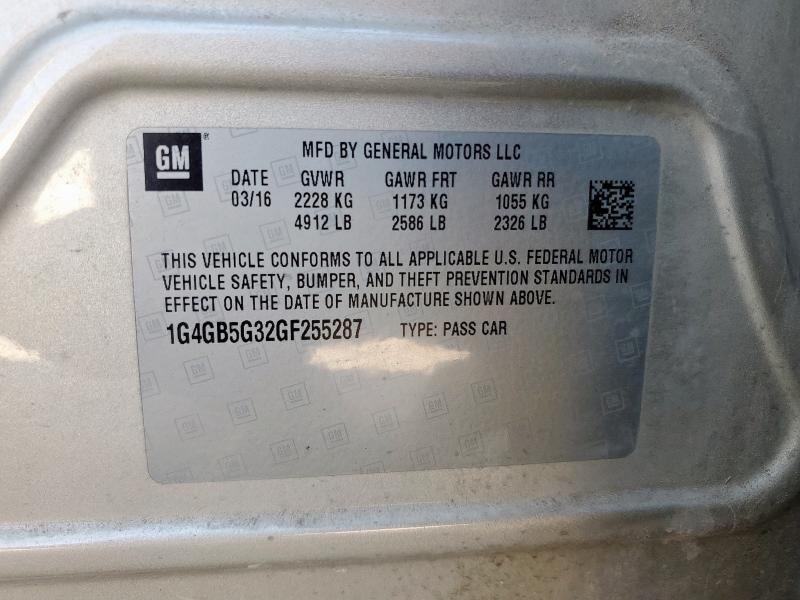 GM ®
MFD BY GENERAL MOTORS LLC
DATE GVWR GAWR FRT GAWR RR
03/16 2228 KG 1173 KG 1055 KG
4912 LB 2586 LB 2326 LB
THIS VEHICLE CONFORMS TO ALL APPLICABLE U.S. FEDERAL MOTOR
VEHICLE SAFETY, BUMPER, AND THEFT PREVENTION STANDARDS IN
EFFECT ON THE DATE OF MANUFACTURE SHOWN ABOVE.
1G4GB5G32GF255287 TYPE: PASS CAR